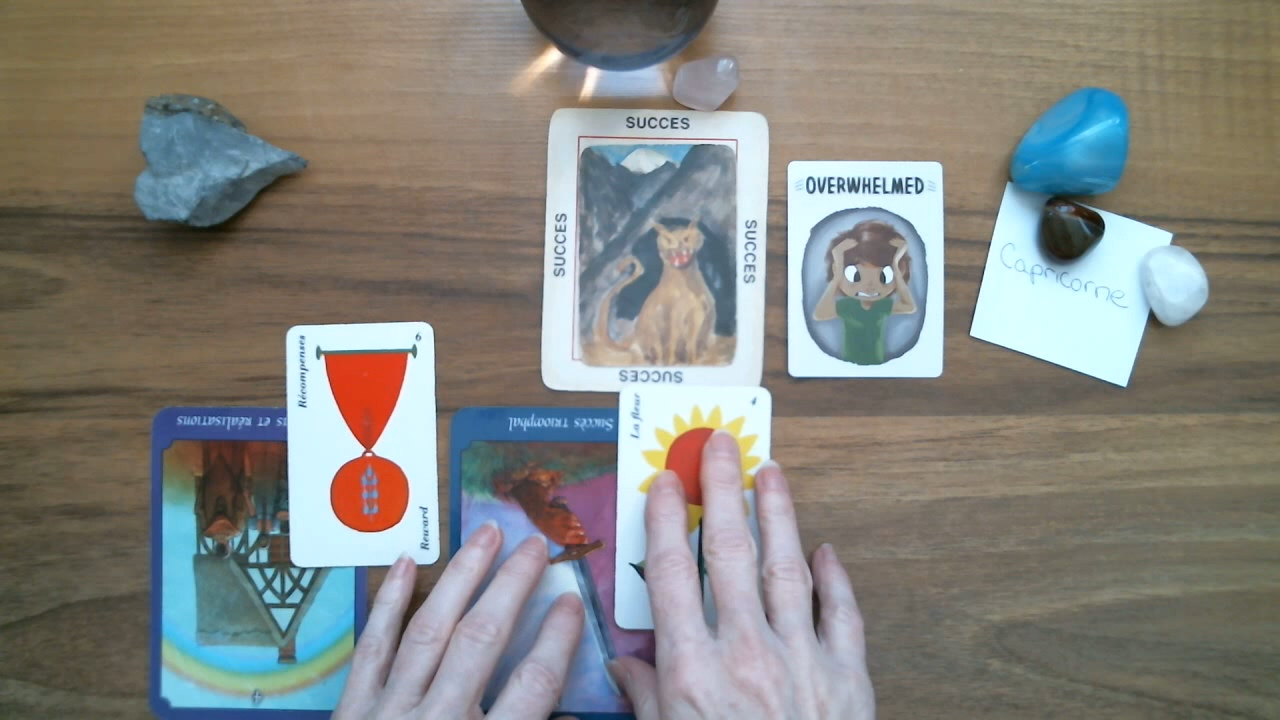 SUCCES
SUCCES
SUCCES
SUCCES
OVERWHELMED
Capricorne
Récompenses
6
Reward
La fleur
4
et Réalisations
Succès triomphal